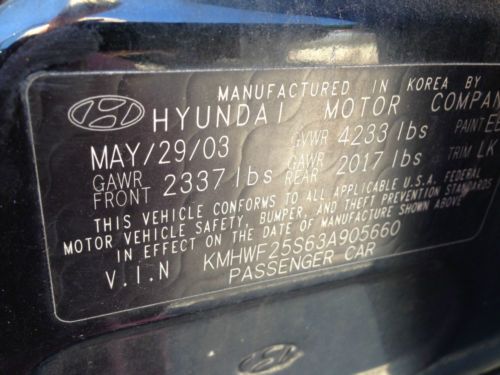 MANUFACTURED IN KOREA BY
HYUNDAI MOTOR COMPAN
MAY/29/03 GVWR 4233 lbs PAINT
GAWR FRONT 2337 lbs GAWR REAR 2017 lbs TRIM LK
THIS VEHICLE CONFORMS TO ALL APPLICABLE U.S.A. FEDERAL
MOTOR VEHICLE SAFETY, BUMPER, AND THEFT PREVENTION STANDARDS
IN EFFECT ON THE DATE OF MANUFACTURE SHOWN ABOVE
V.I.N KMHWF25S63A905660
PASSENGER CAR